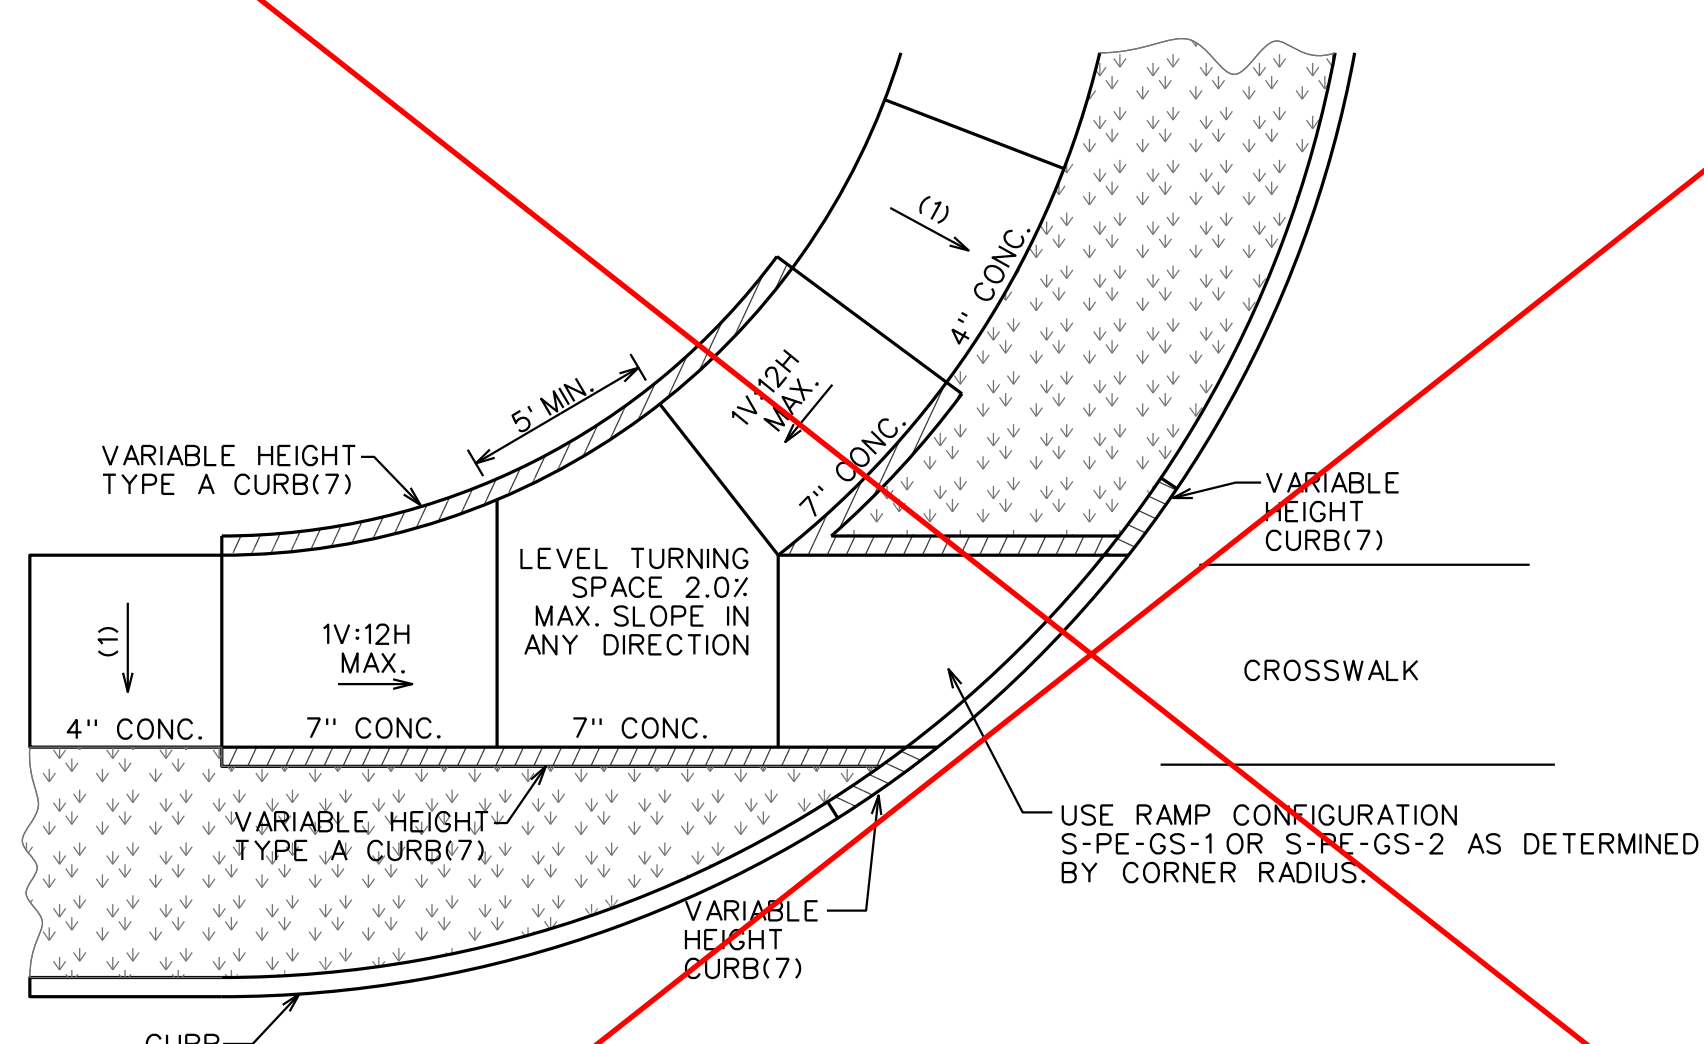 (1)
4" CONC.
5' MIN.
1V:12H
MAX.
7" CONC.
VARIABLE HEIGHT
TYPE A CURB(7)
VARIABLE
HEIGHT
CURB(7)
LEVEL TURNING
SPACE 2.0%
MAX. SLOPE IN
ANY DIRECTION
(1)
1V:12H
MAX.
CROSSWALK
4" CONC.
7" CONC.
7" CONC.
VARIABLE HEIGHT
TYPE A CURB(7)
USE RAMP CONFIGURATION
S-PE-GS-1 OR S-PE-GS-2 AS DETERMINED
BY CORNER RADIUS.
VARIABLE
HEIGHT
CURB(7)
CURB